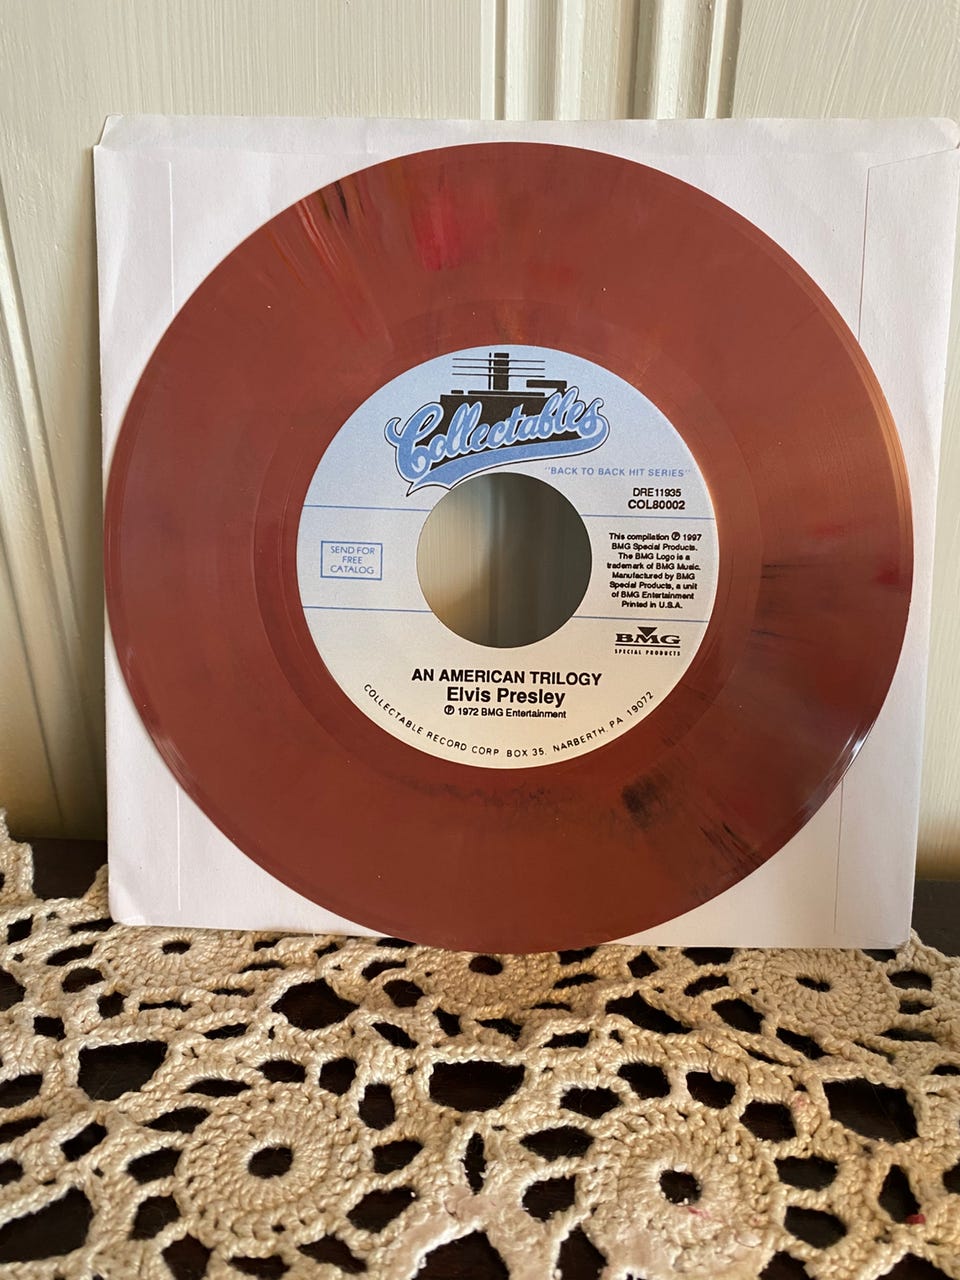 Collectables
"BACK TO BACK HIT SERIES"
DRE11935
COL80002
SEND FOR
FREE
CATALOG
This compilation ℗ 1997
BMG Special Products.
The BMG Logo is a
trademark of BMG Music.
Manufactured by BMG
Special Products, a unit
of BMG Entertainment
Printed in U.S.A.
BMG
SPECIAL PRODUCTS
AN AMERICAN TRILOGY
Elvis Presley
℗ 1972 BMG Entertainment
COLLECTABLE RECORD CORP. BOX 35, NARBERTH, PA 19072